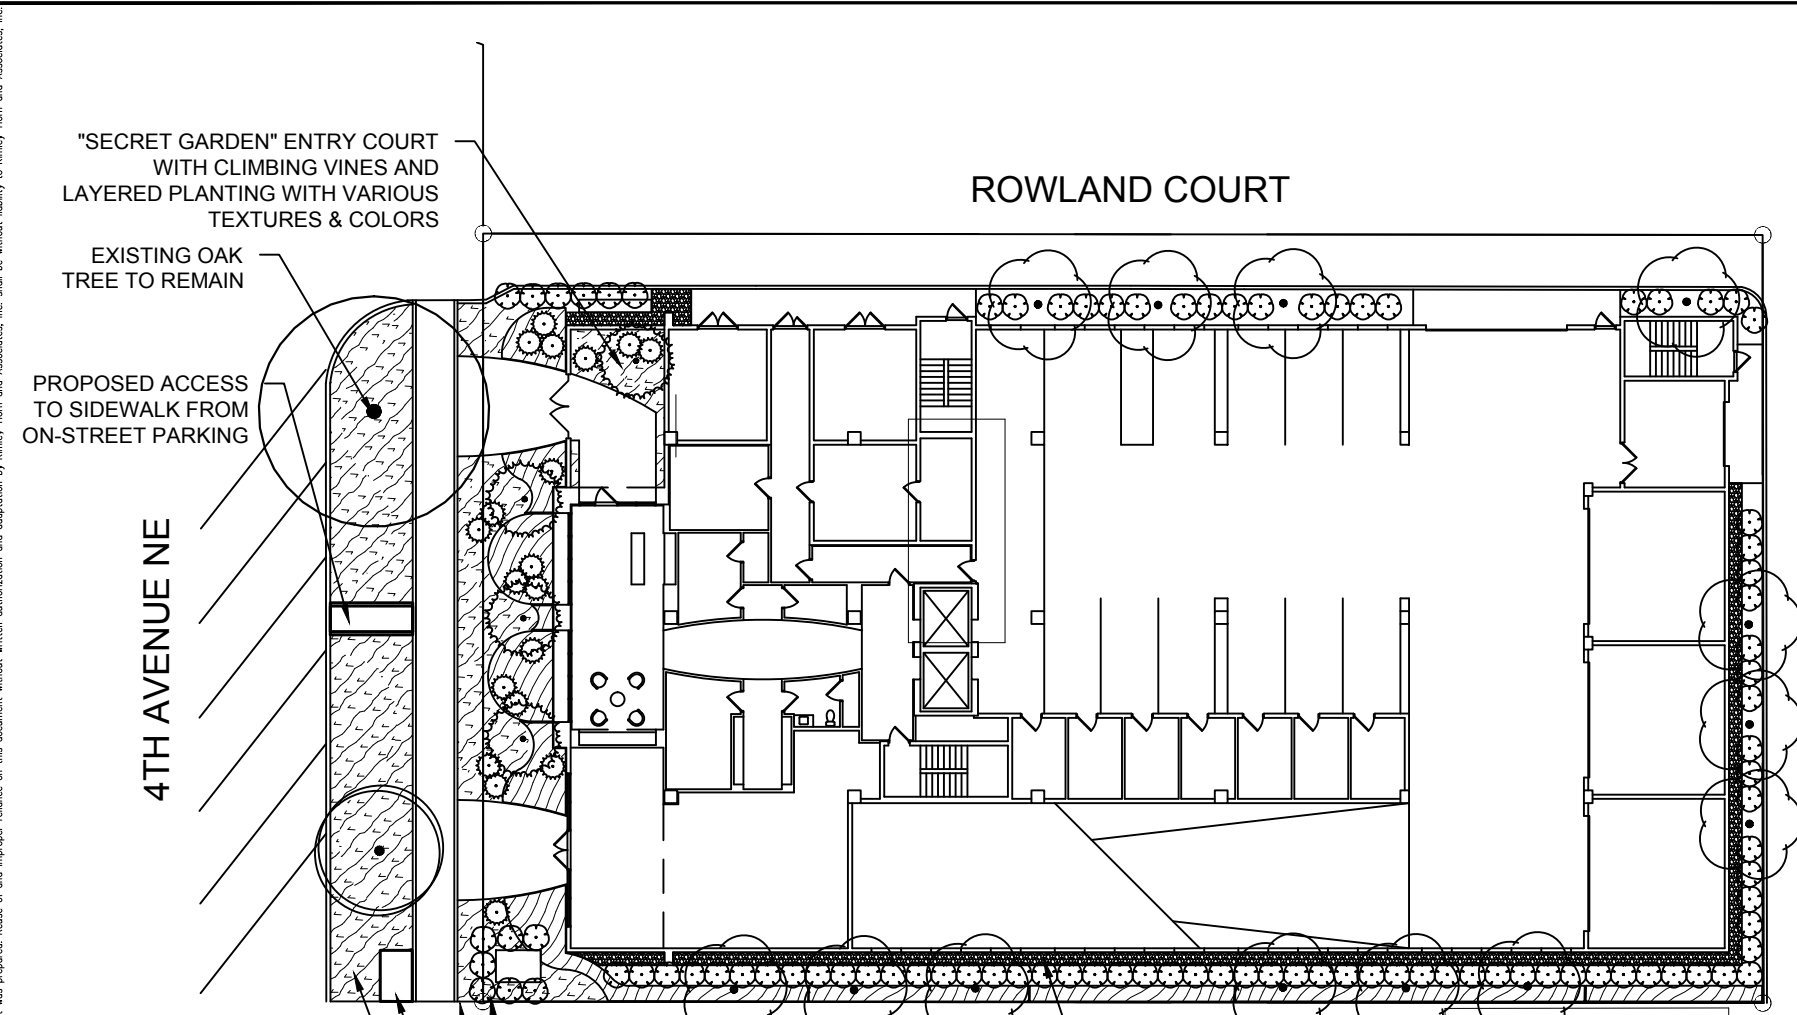 "SECRET GARDEN" ENTRY COURT
WITH CLIMBING VINES AND
LAYERED PLANTING WITH VARIOUS
TEXTURES & COLORS
ROWLAND COURT
EXISTING OAK
TREE TO REMAIN
PROPOSED ACCESS
TO SIDEWALK FROM
ON-STREET PARKING
4TH AVENUE NE